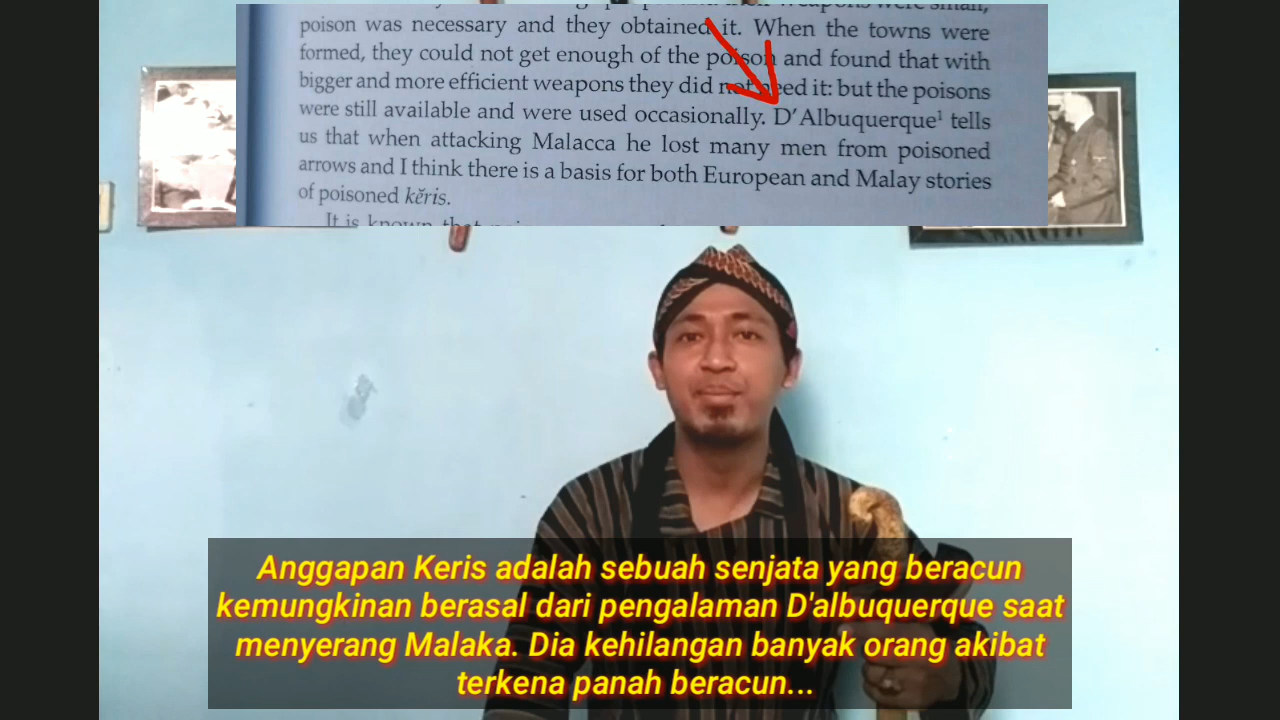 poison was necessary and they obtained it. When the towns were
formed, they could not get enough of the poison and found that with
bigger and more efficient weapons they did not need it: but the poisons
were still available and were used occasionally. D'Albuquerque¹ tells
us that when attacking Malacca he lost many men from poisoned
arrows and I think there is a basis for both European and Malay stories
of poisoned kĕris.
It is known that
Anggapan Keris adalah sebuah senjata yang beracun
kemungkinan berasal dari pengalaman D'albuquerque saat
menyerang Malaka. Dia kehilangan banyak orang akibat
terkena panah beracun...